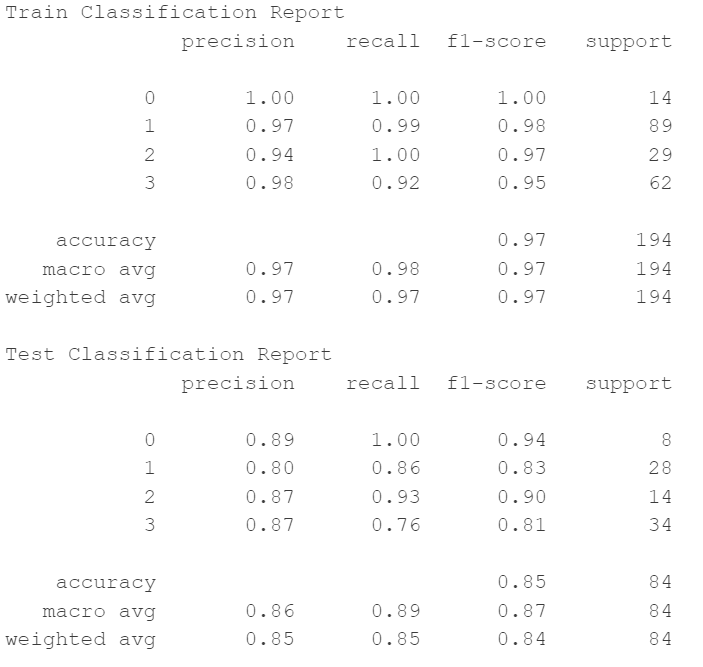 Train Classification Report
precision recall f1-score support
0 1.00 1.00 1.00 14
1 0.97 0.99 0.98 89
2 0.94 1.00 0.97 29
3 0.98 0.92 0.95 62
accuracy 0.97 194
macro avg 0.97 0.98 0.97 194
weighted avg 0.97 0.97 0.97 194
Test Classification Report
precision recall f1-score support
0 0.89 1.00 0.94 8
1 0.80 0.86 0.83 28
2 0.87 0.93 0.90 14
3 0.87 0.76 0.81 34
accuracy 0.85 84
macro avg 0.86 0.89 0.87 84
weighted avg 0.85 0.85 0.84 84